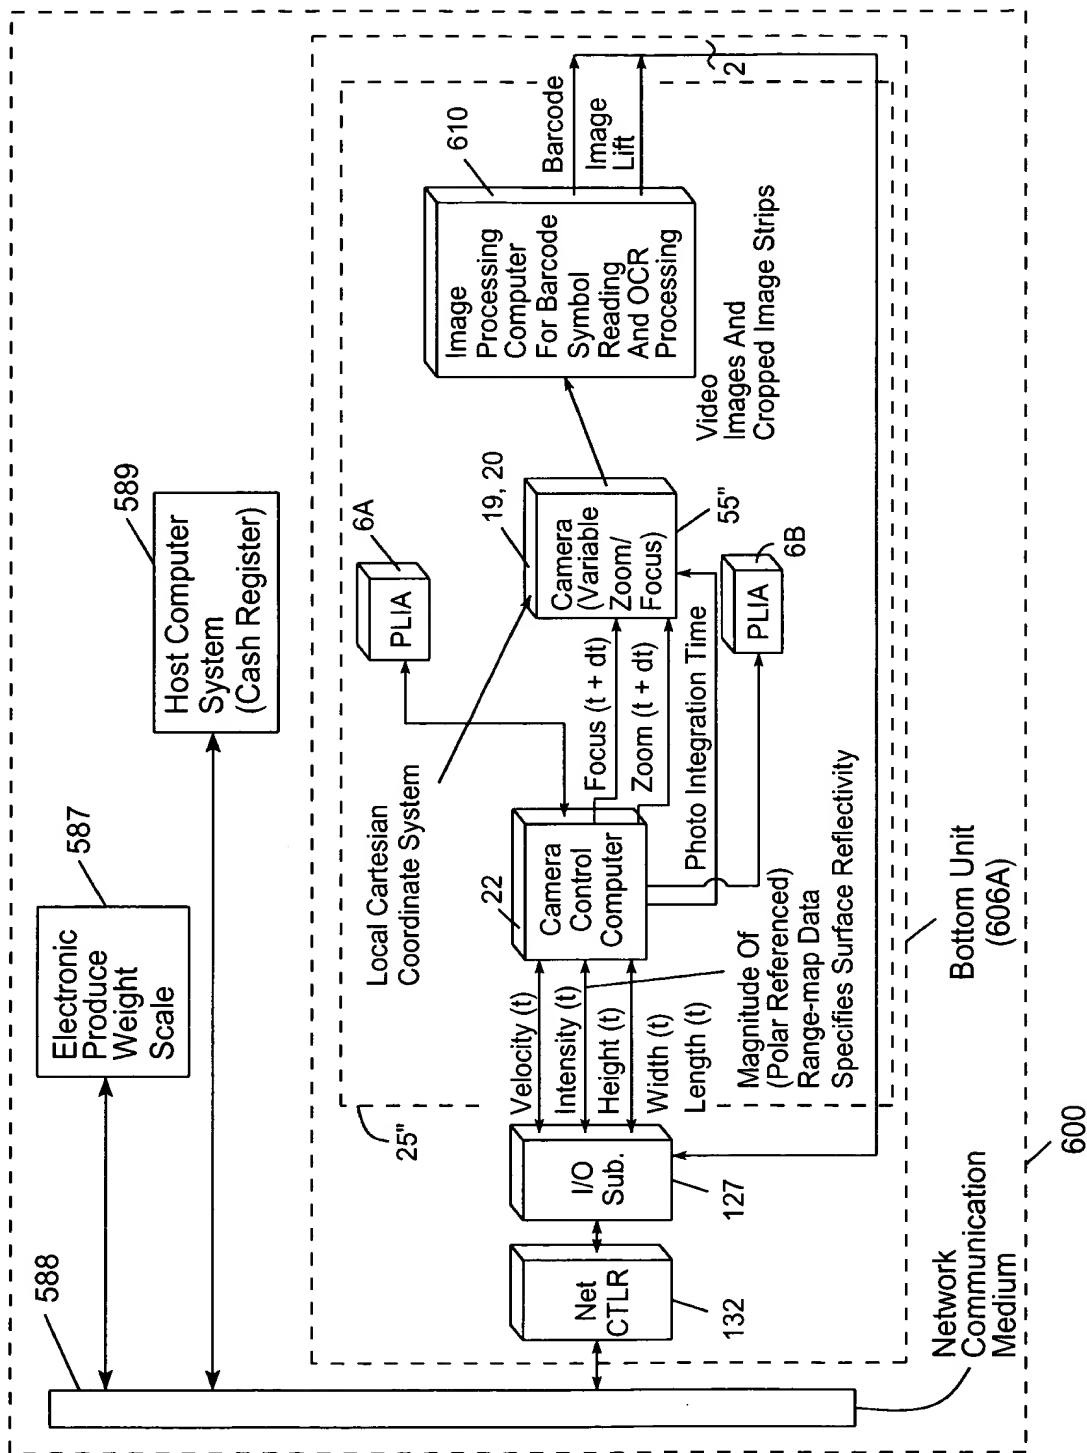 588
587
Electronic
Produce
Weight
Scale
589
Host Computer
System
(Cash Register)
25"
Local Cartesian
Coordinate System
6A
PLIA
19, 20
Camera
(Variable
Zoom/
Focus)
55"
610
Image
Processing
Computer
For Barcode
Symbol
Reading
And OCR
Processing
Barcode
Image
Lift
2
Video
Images And
Cropped Image Strips
22
Camera
Control
Computer
Focus (t + dt)
Zoom (t + dt)
Photo Integration Time
6B
PLIA
Velocity (t)
Intensity (t)
Height (t)
Width (t)
Length (t)
Magnitude Of
(Polar Referenced)
Range-map Data
Specifies Surface Reflectivity
I/O
Sub.
127
Net
CTLR
132
Bottom Unit
(606A)
Network
Communication
Medium
600